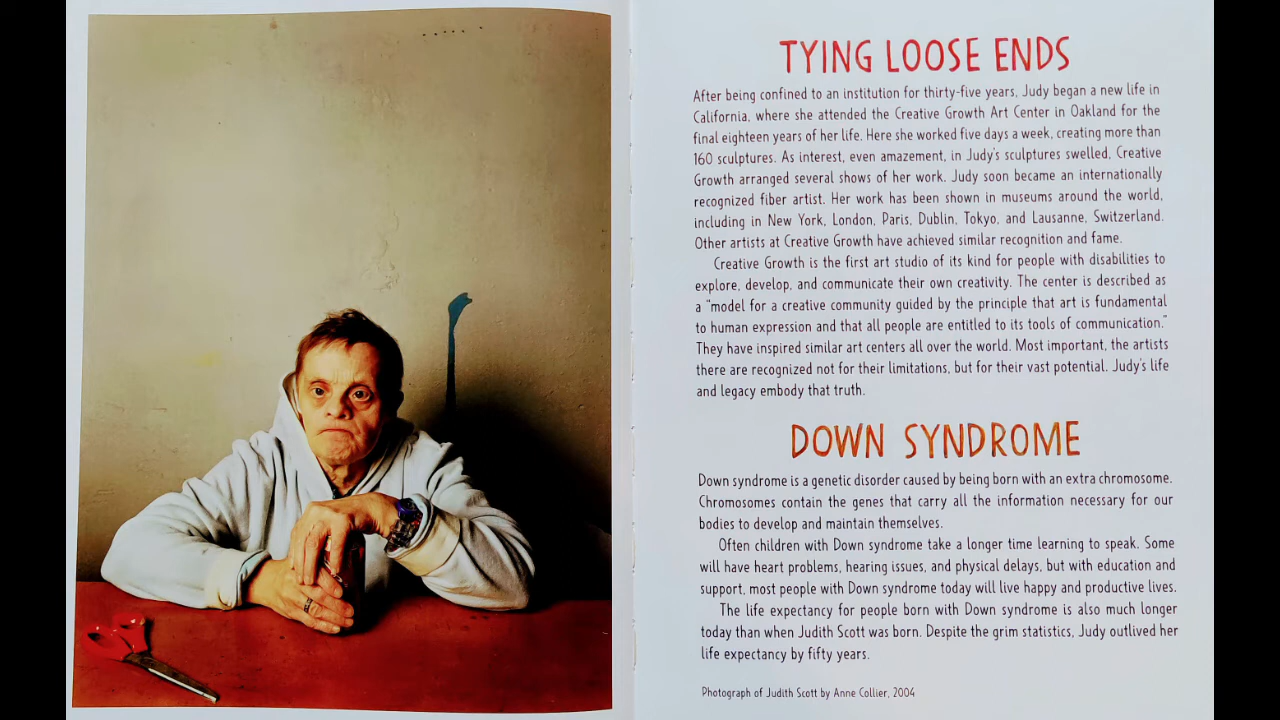 TYING LOOSE ENDS
After being confined to an institution for thirty-five years, Judy began a new life in
California, where she attended the Creative Growth Art Center in Oakland for the
final eighteen years of her life. Here she worked five days a week, creating more than
160 sculptures. As interest, even amazement, in Judy's sculptures swelled, Creative
Growth arranged several shows of her work. Judy soon became an internationally
recognized fiber artist. Her work has been shown in museums around the world,
including in New York, London, Paris, Dublin, Tokyo, and Lausanne, Switzerland.
Other artists at Creative Growth have achieved similar recognition and fame.
Creative Growth is the first art studio of its kind for people with disabilities to
explore, develop, and communicate their own creativity. The center is described as
a "model for a creative community guided by the principle that art is fundamental
to human expression and that all people are entitled to its tools of communication."
They have inspired similar art centers all over the world. Most important, the artists
there are recognized not for their limitations, but for their vast potential. Judy's life
and legacy embody that truth.
DOWN SYNDROME
Down syndrome is a genetic disorder caused by being born with an extra chromosome.
Chromosomes contain the genes that carry all the information necessary for our
bodies to develop and maintain themselves.
Often children with Down syndrome take a longer time learning to speak. Some
will have heart problems, hearing issues, and physical delays, but with education and
support, most people with Down syndrome today will live happy and productive lives.
The life expectancy for people born with Down syndrome is also much longer
today than when Judith Scott was born. Despite the grim statistics, Judy outlived her
life expectancy by fifty years.
Photograph of Judith Scott by Anne Collier, 2004